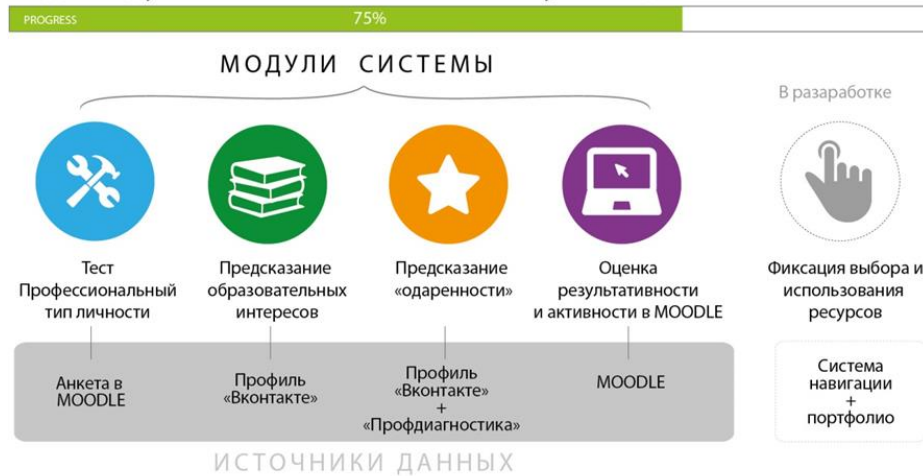 PROGRESS 75%
МОДУЛИ СИСТЕМЫ
В разаработке
Тест
Профессиональный
тип личности
Предсказание
образовательных
интересов
Предсказание
«одаренности»
Оценка
результативности
и активности в MOODLE
Фиксация выбора и
использования
ресурсов
Анкета в
MOODLE
Профиль
«Вконтакте»
Профиль
«Вконтакте»
+
«Профдиагностика»
MOODLE
Система
навигации
+
портфолио
ИСТОЧНИКИ ДАННЫХ